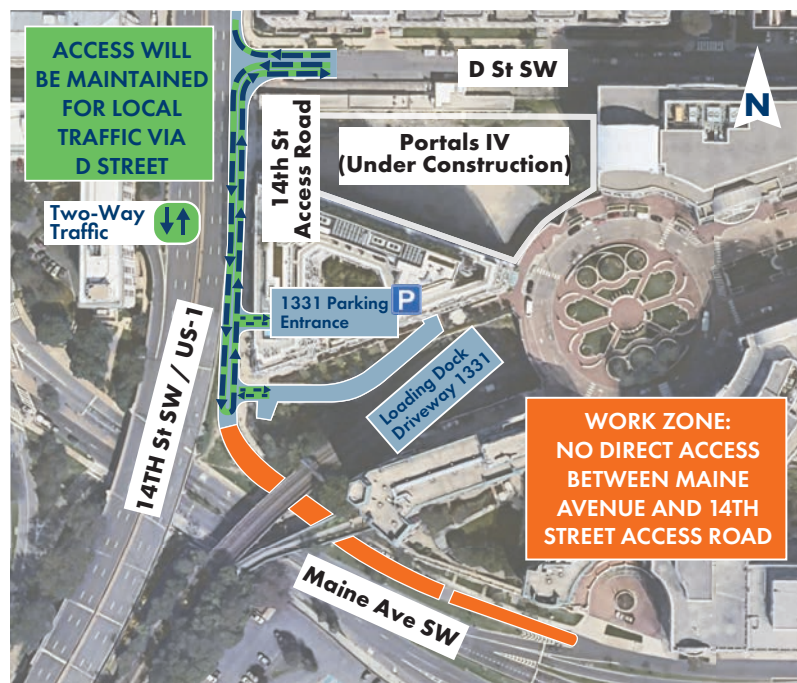 ACCESS WILL
BE MAINTAINED
FOR LOCAL
TRAFFIC VIA
D STREET
D St SW
N
14th St
Access Road
Portals IV
(Under Construction)
Two-Way
Traffic
1331 Parking
Entrance
P
14TH St SW / US-1
Loading Dock
Driveway 1331
WORK ZONE:
NO DIRECT ACCESS
BETWEEN MAINE
AVENUE AND 14TH
STREET ACCESS ROAD
Maine Ave SW